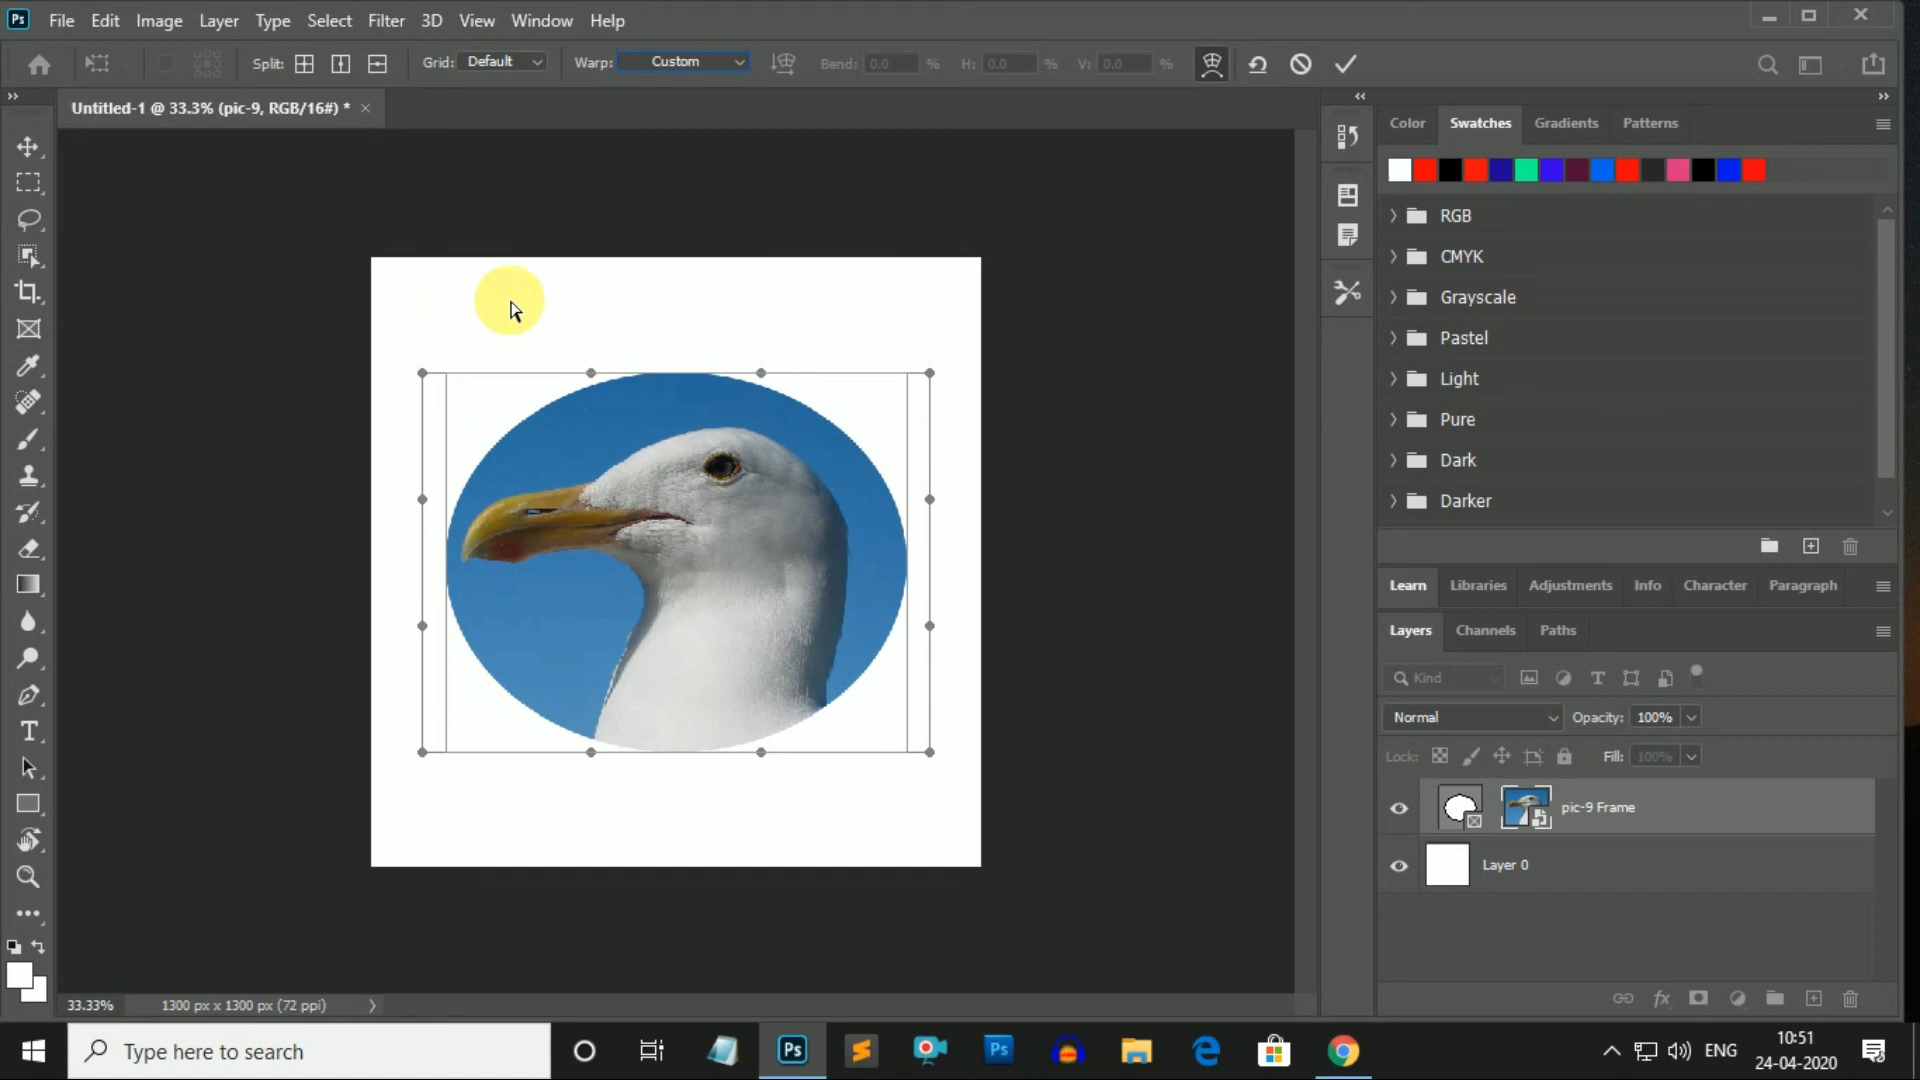 Ps File Edit Image Layer Type Select Filter 3D View Window Help
Split: Grid: Default Warp: Custom Bend: 0.0 % H: 0.0 % V: 0.0 %
Untitled-1 @ 33.3% (pic-9, RGB/16#) *
Color Swatches Gradients Patterns
RGB
CMYK
Grayscale
Pastel
Light
Pure
Dark
Darker
Learn Libraries Adjustments Info Character Paragraph
Layers Channels Paths
Kind
Normal Opacity: 100%
Lock: Fill: 100%
pic-9 Frame
Layer 0
33.33% 1300 px x 1300 px (72 ppi)
Type here to search
Ps
Ps
ENG
10:51
24-04-2020